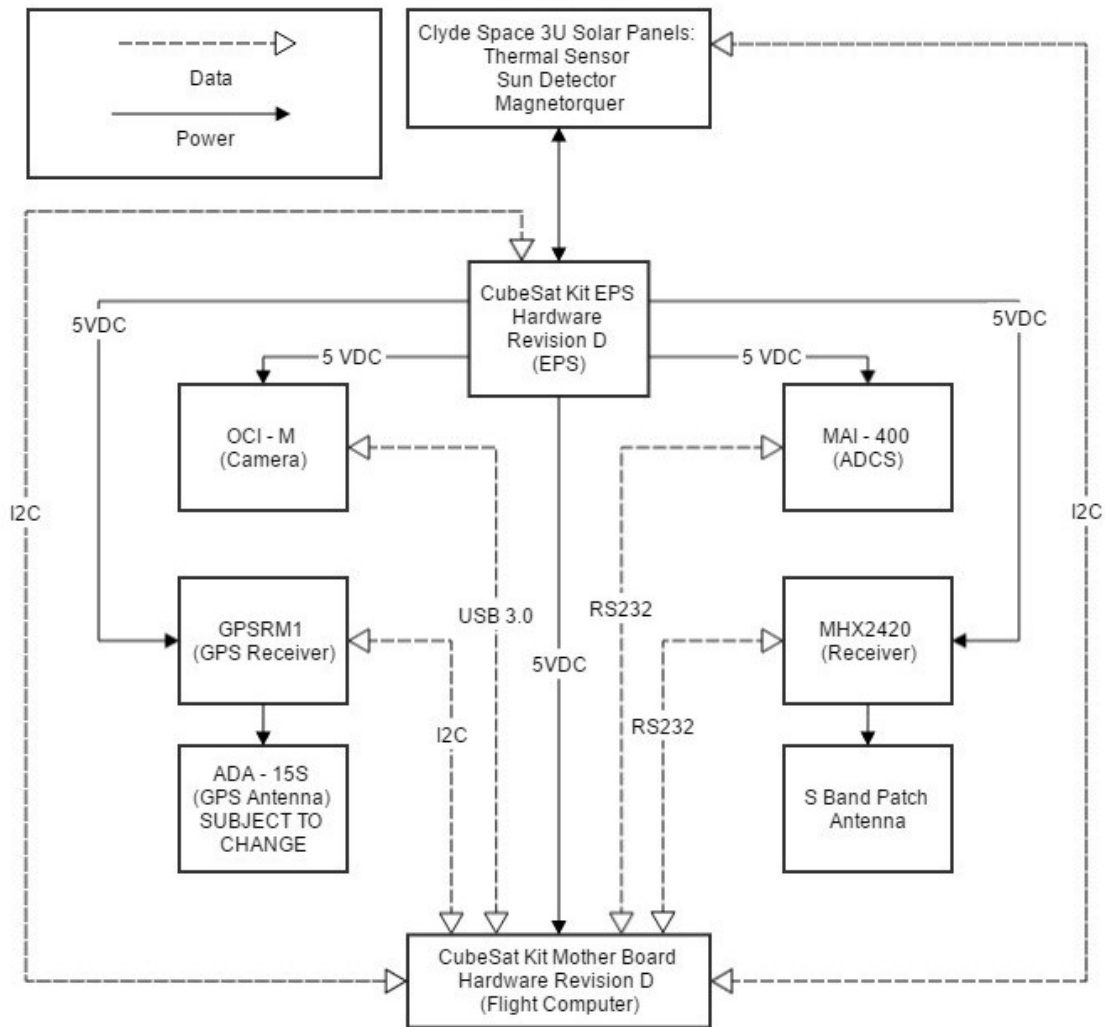 Data
Power
Clyde Space 3U Solar Panels:
Thermal Sensor
Sun Detector
Magnetorquer
CubeSat Kit EPS
Hardware
Revision D
(EPS)
5VDC
5VDC
5 VDC
5 VDC
OCI - M
(Camera)
MAI - 400
(ADCS)
I2C
I2C
USB 3.0
RS232
GPSRM1
(GPS Receiver)
MHX2420
(Receiver)
5VDC
I2C
RS232
ADA - 15S
(GPS Antenna)
SUBJECT TO
CHANGE
S Band Patch
Antenna
CubeSat Kit Mother Board
Hardware Revision D
(Flight Computer)